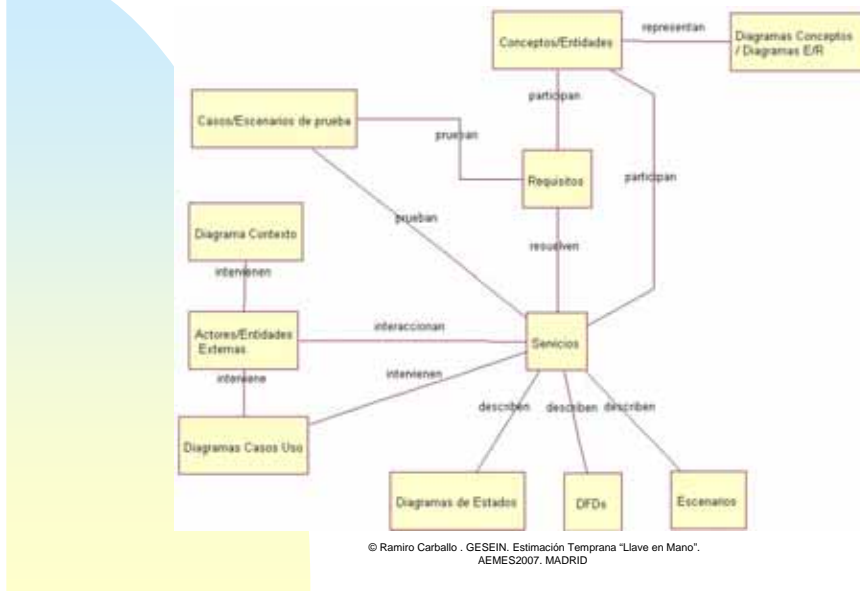 representan
Conceptos/Entidades
Diagramas Conceptos
/ Diagramas E/R
participan
Casos/Escenarios de prueba
prueban
Requisitos
participan
prueban
Diagrama Contexto
resuelven
intervienen
Actores/Entidades
Externas
interaccionan
Servicios
interviene
intervienen
describen
describen
describen
Diagramas Casos Uso
Diagramas de Estados
DFDs
Escenarios
© Ramiro Carballo . GESEIN. Estimación Temprana “Llave en Mano”.
AEMES2007. MADRID